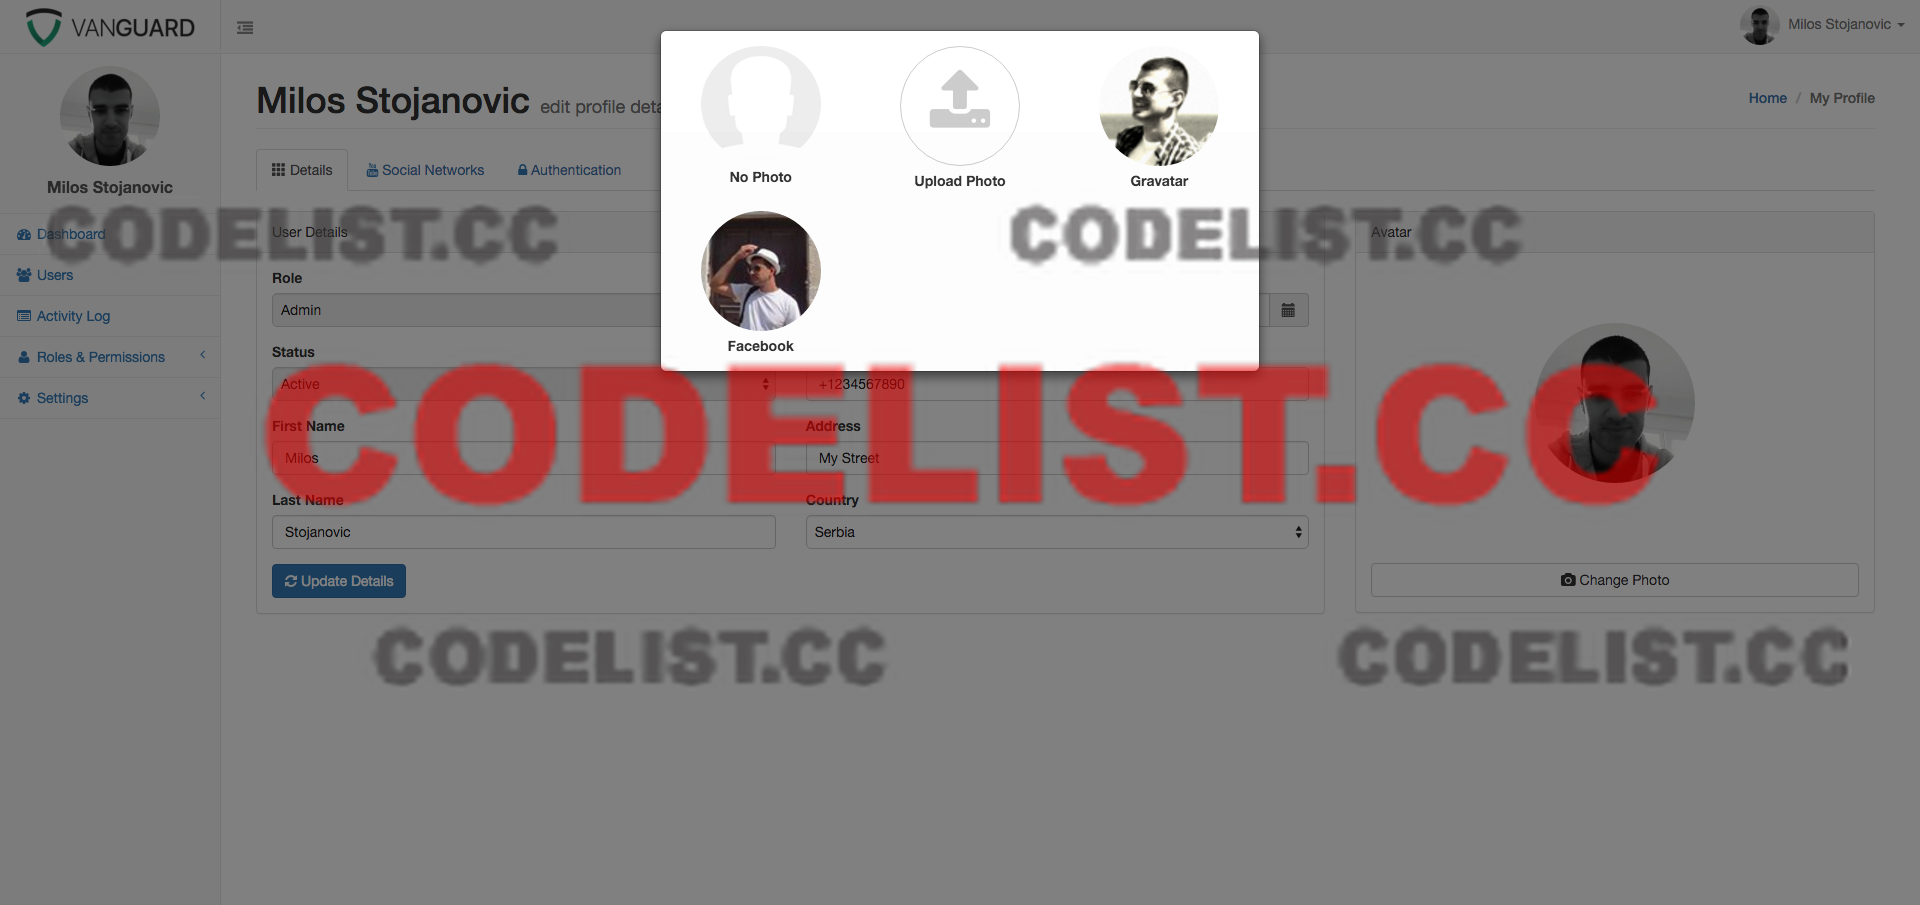 VANGUARD
Milos Stojanovic
Milos Stojanovic
Dashboard
Users
Activity Log
Roles & Permissions
Settings
Milos Stojanovic edit profile deta
Home / My Profile
Details
Social Networks
Authentication
No Photo
Upload Photo
Gravatar
Facebook
User Details
Role
Admin
Status
Active
+1234567890
First Name
Address
Milos
My Street
Last Name
Country
Stojanovic
Serbia
Update Details
Avatar
Change Photo
CODELIST.CC
CODELIST.CC
CODELIST.CC
CODELIST.CC
CODELIST.CC